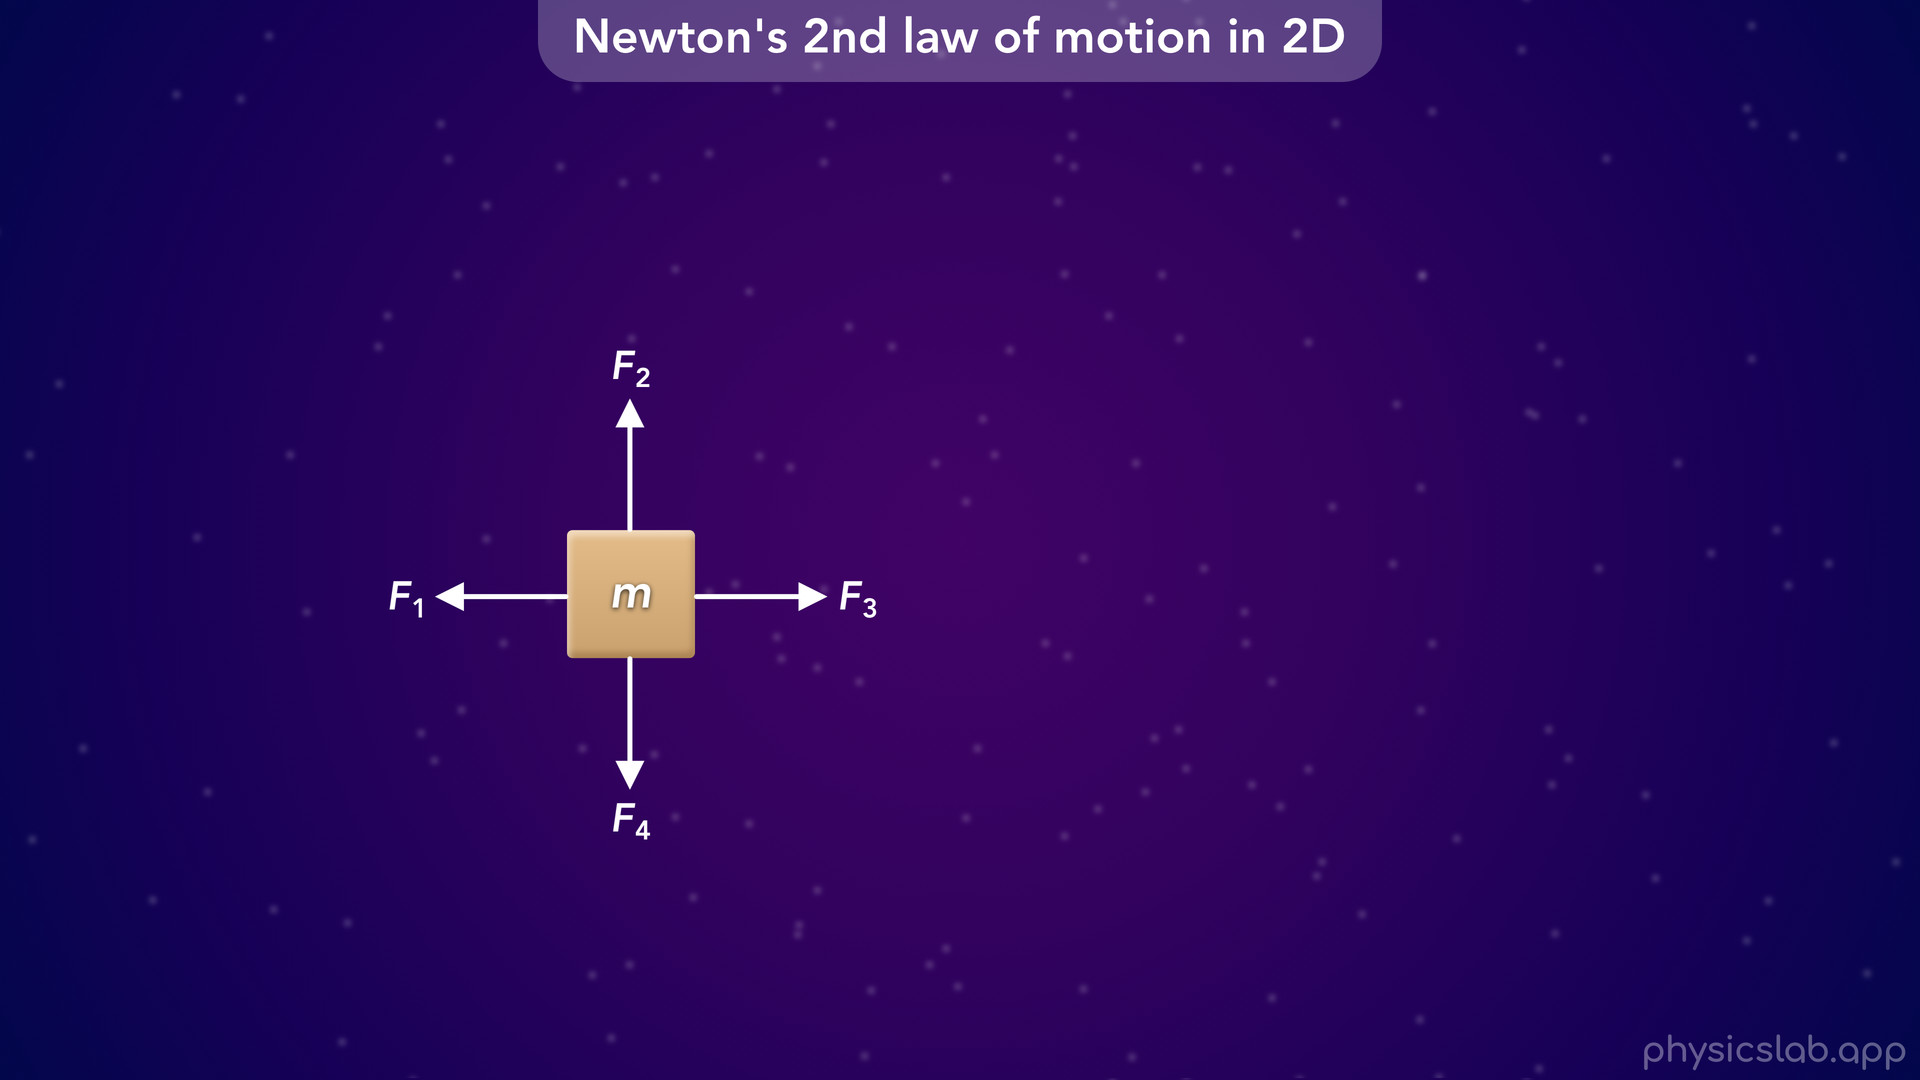 Newton's 2nd law of motion in 2D
F₂
F₁ m F₃
F₄
physicslab.app